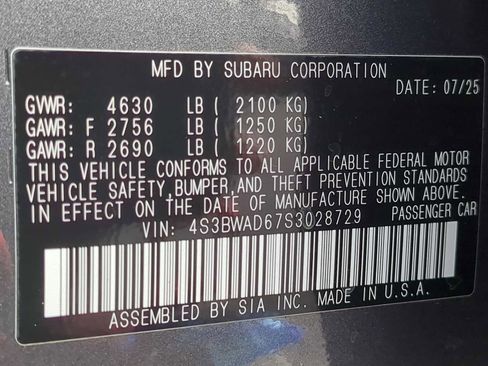 MFD BY SUBARU CORPORATION
DATE: 07/25
GVWR: 4630 LB ( 2100 KG)
GAWR: F 2756 LB ( 1250 KG)
GAWR: R 2690 LB ( 1220 KG)
THIS VEHICLE CONFORMS TO ALL APPLICABLE FEDERAL MOTOR
VEHICLE SAFETY, BUMPER, AND THEFT PREVENTION STANDARDS
IN EFFECT ON THE DATE OF MANUFACTURE SHOWN ABOVE.
VIN: 4S3BWAD67S3028729 PASSENGER CAR
ASSEMBLED BY SIA INC. MADE IN U.S.A.